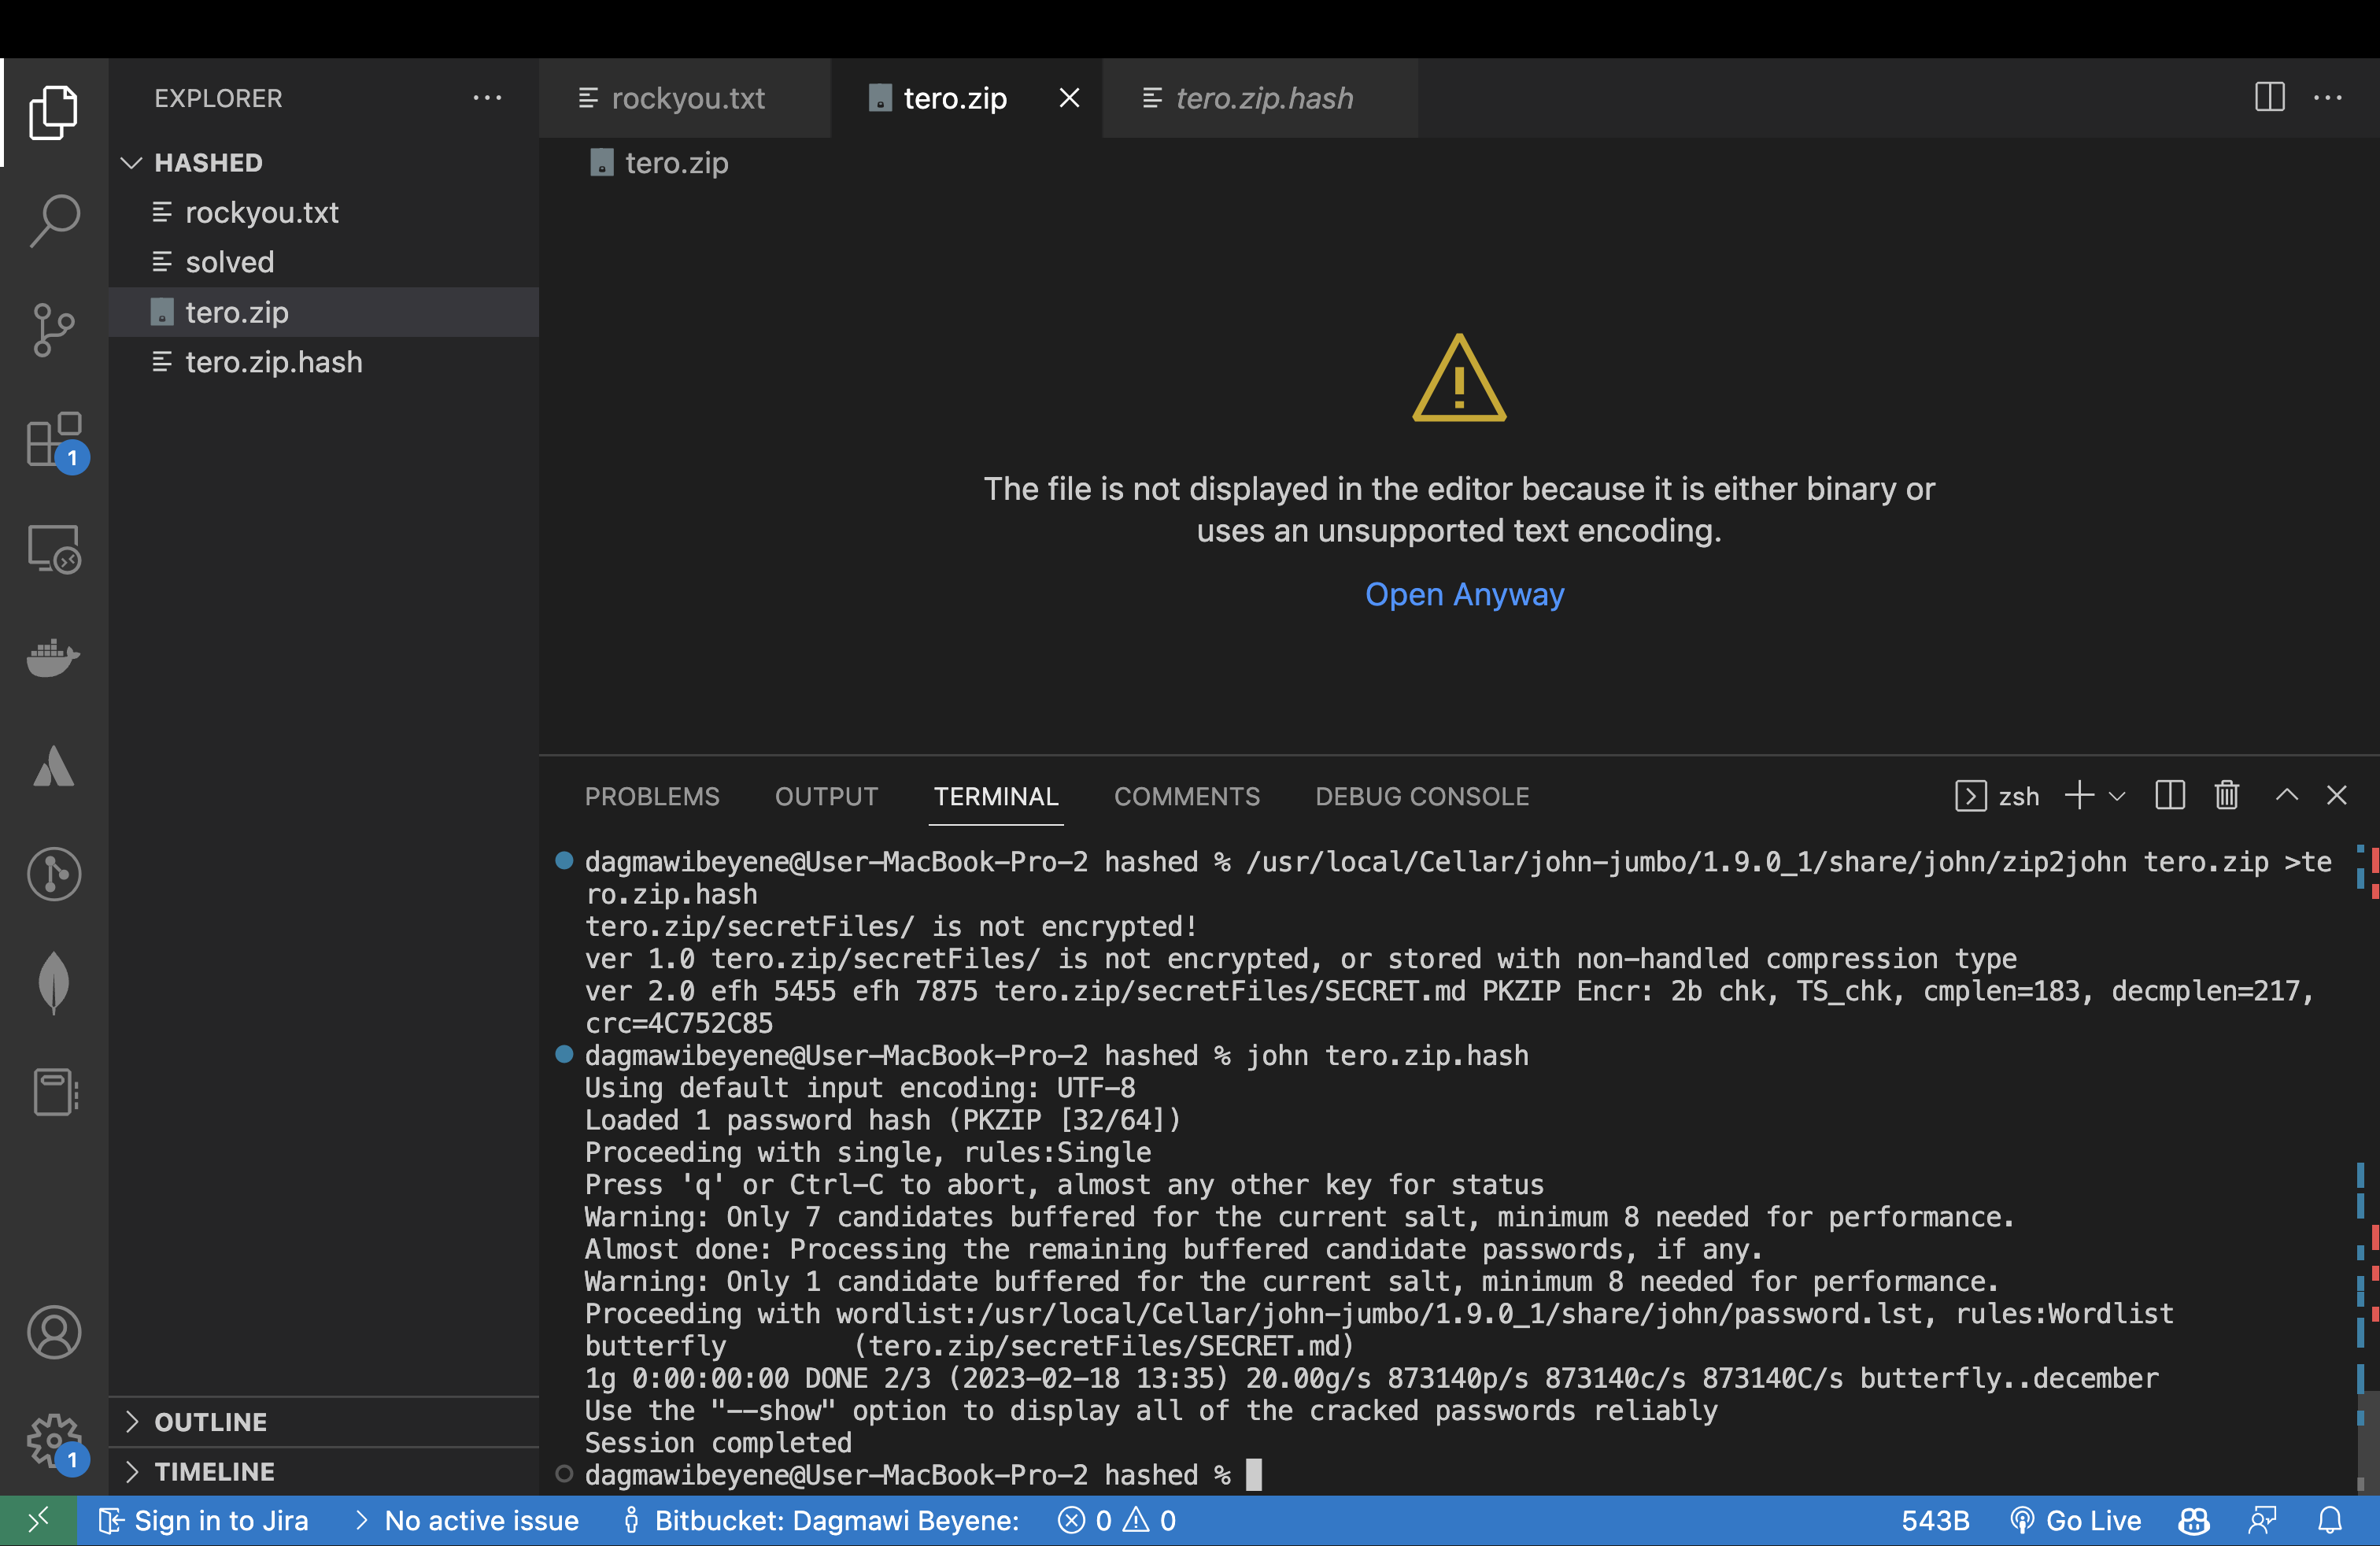 EXPLORER
HASHED
rockyou.txt
solved
tero.zip
tero.zip.hash
OUTLINE
TIMELINE
1
1
rockyou.txt
tero.zip
tero.zip.hash
tero.zip
The file is not displayed in the editor because it is either binary or
uses an unsupported text encoding.
Open Anyway
PROBLEMS OUTPUT TERMINAL COMMENTS DEBUG CONSOLE zsh
dagmawibeyene@User-MacBook-Pro-2 hashed % /usr/local/Cellar/john-jumbo/1.9.0_1/share/john/zip2john tero.zip >te
ro.zip.hash
tero.zip/secretFiles/ is not encrypted!
ver 1.0 tero.zip/secretFiles/ is not encrypted, or stored with non-handled compression type
ver 2.0 efh 5455 efh 7875 tero.zip/secretFiles/SECRET.md PKZIP Encr: 2b chk, TS_chk, cmplen=183, decmplen=217,
crc=4C752C85
dagmawibeyene@User-MacBook-Pro-2 hashed % john tero.zip.hash
Using default input encoding: UTF-8
Loaded 1 password hash (PKZIP [32/64])
Proceeding with single, rules:Single
Press 'q' or Ctrl-C to abort, almost any other key for status
Warning: Only 7 candidates buffered for the current salt, minimum 8 needed for performance.
Almost done: Processing the remaining buffered candidate passwords, if any.
Warning: Only 1 candidate buffered for the current salt, minimum 8 needed for performance.
Proceeding with wordlist:/usr/local/Cellar/john-jumbo/1.9.0_1/share/john/password.lst, rules:Wordlist
butterfly        (tero.zip/secretFiles/SECRET.md)
1g 0:00:00:00 DONE 2/3 (2023-02-18 13:35) 20.00g/s 873140p/s 873140c/s 873140C/s butterfly..december
Use the "--show" option to display all of the cracked passwords reliably
Session completed
dagmawibeyene@User-MacBook-Pro-2 hashed %
Sign in to Jira No active issue Bitbucket: Dagmawi Beyene: 0 0 543B Go Live